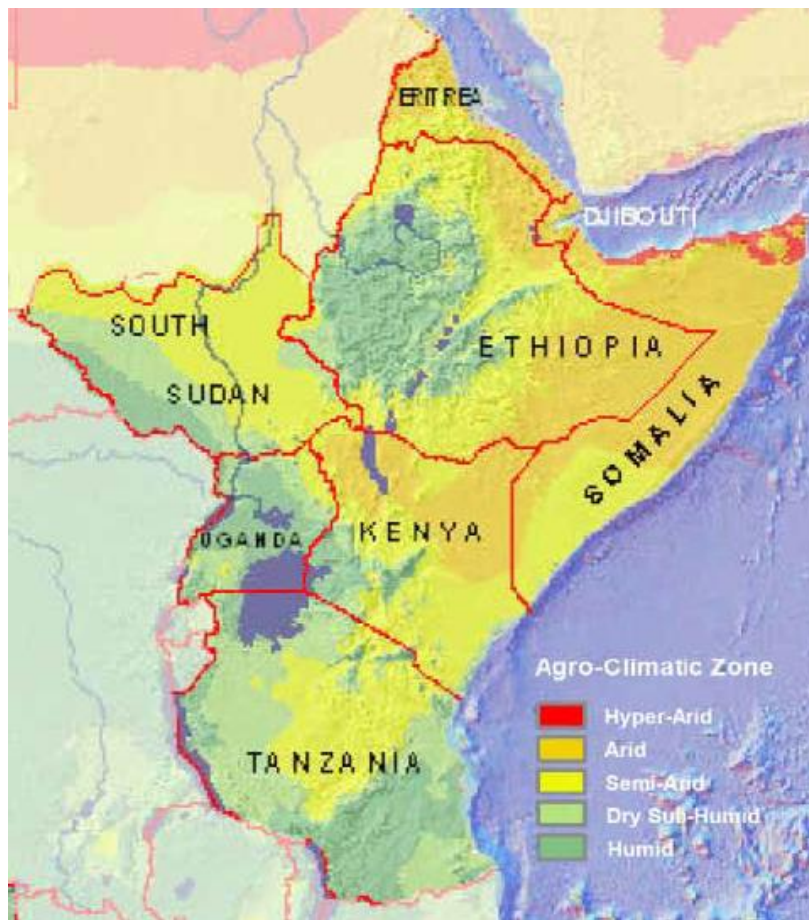 ERITREA
DJIBOUTI
SOUTH
SUDAN
ETHIOPIA
SOMALIA
UGANDA
KENYA
TANZANIA
Agro-Climatic Zone
Hyper-Arid
Arid
Semi-Arid
Dry Sub-Humid
Humid